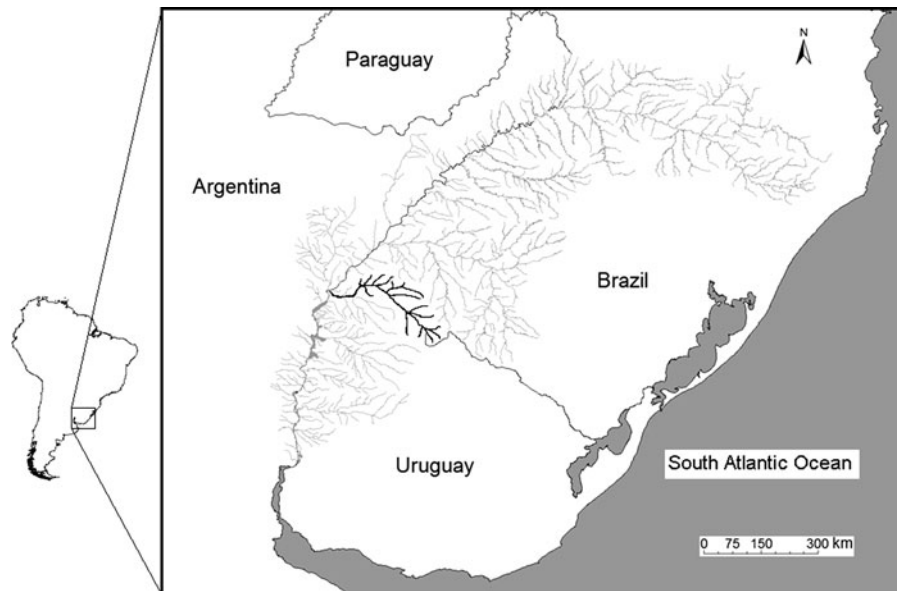 N
Paraguay
Argentina
Brazil
Uruguay
South Atlantic Ocean
0 75 150 300 km